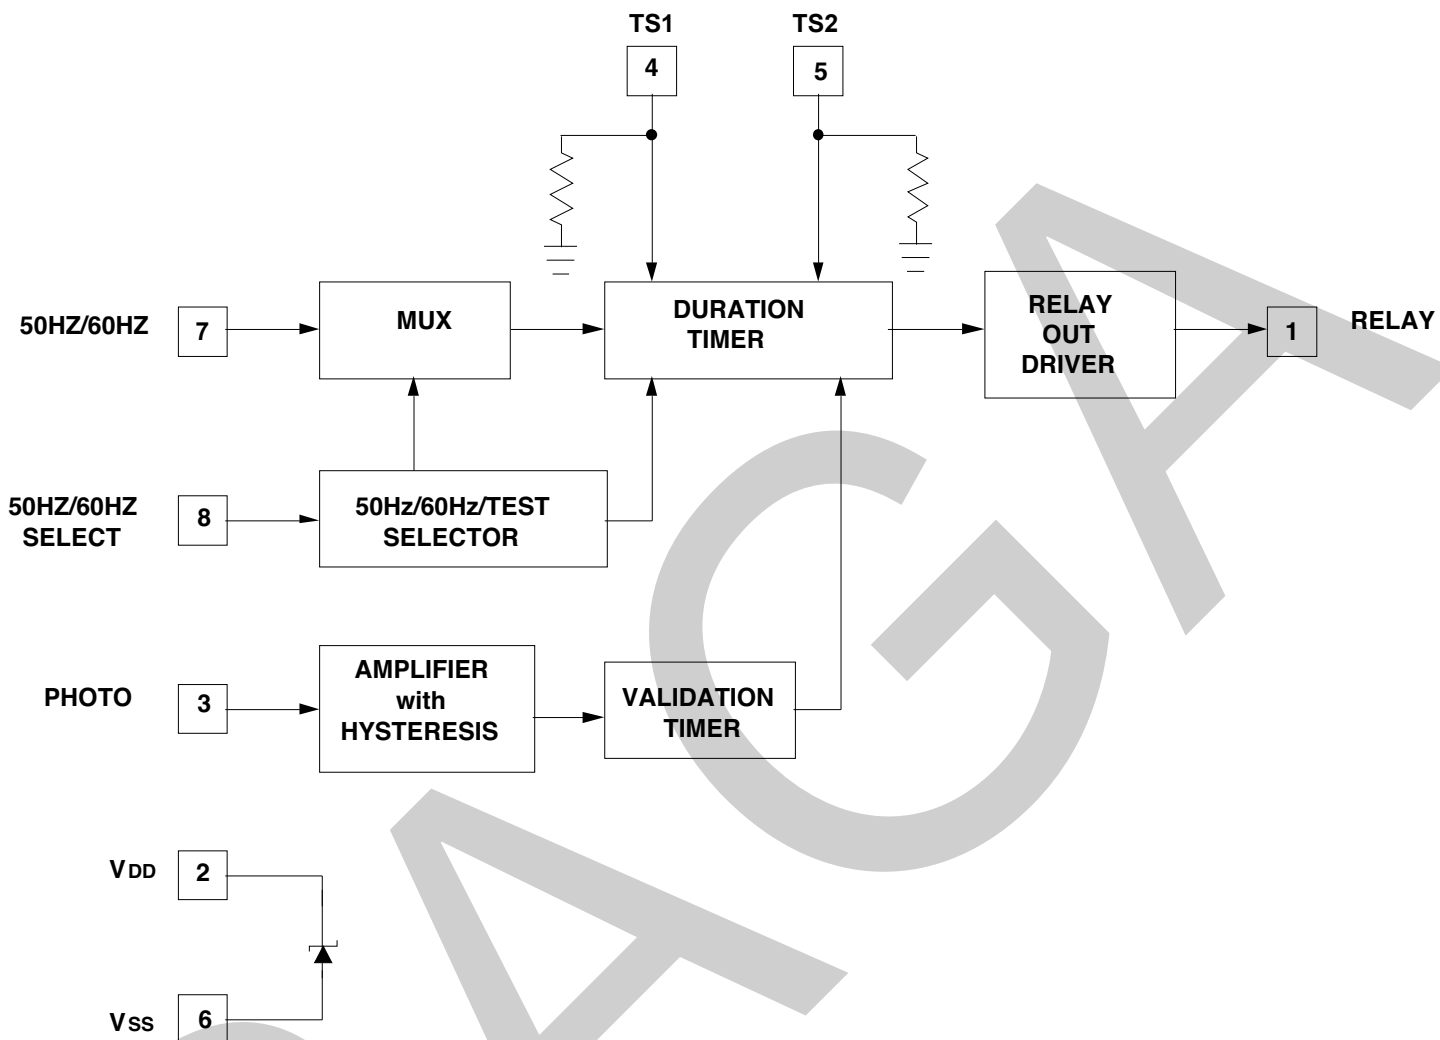 TS1
TS2
4
5
50HZ/60HZ
7
MUX
DURATION
TIMER
RELAY
OUT
DRIVER
1
RELAY
50HZ/60HZ
SELECT
8
50Hz/60Hz/TEST
SELECTOR
PHOTO
3
AMPLIFIER
with
HYSTERESIS
VALIDATION
TIMER
VDD
2
VSS
6